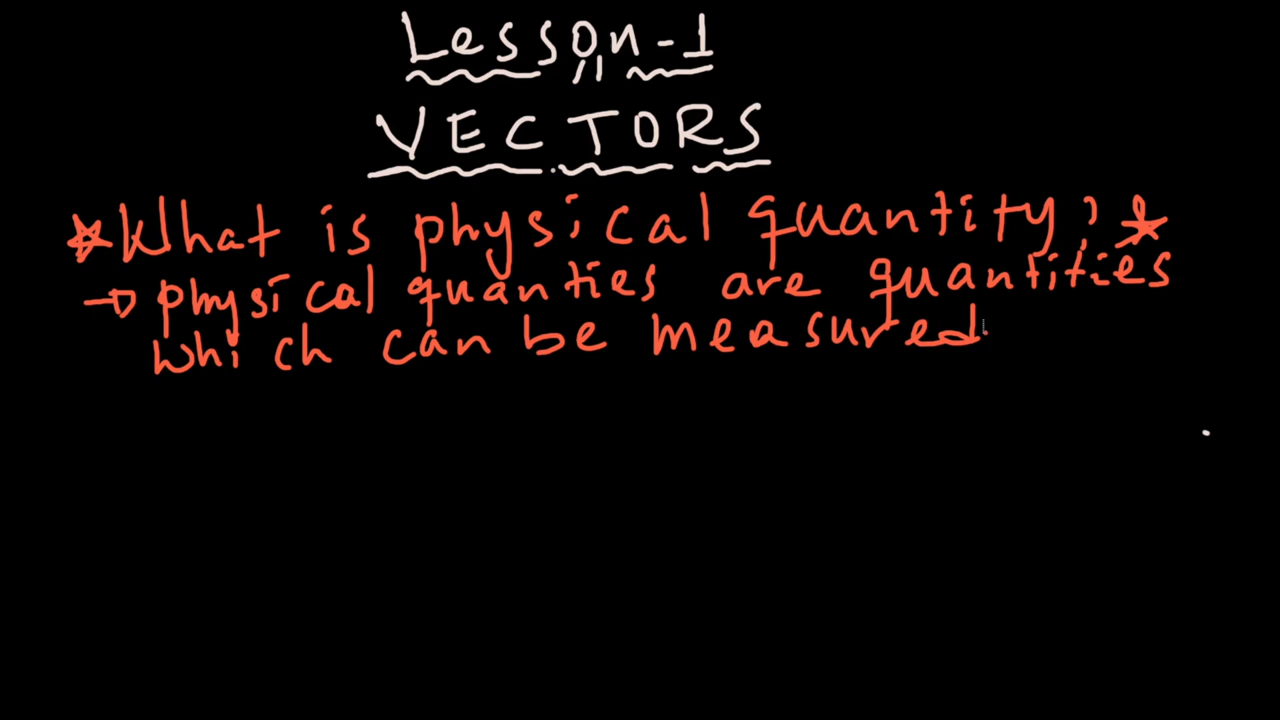 Lesson-1
VECTORS
*What is physical quantity?*
→ physical quanties are quantities
which can be measured